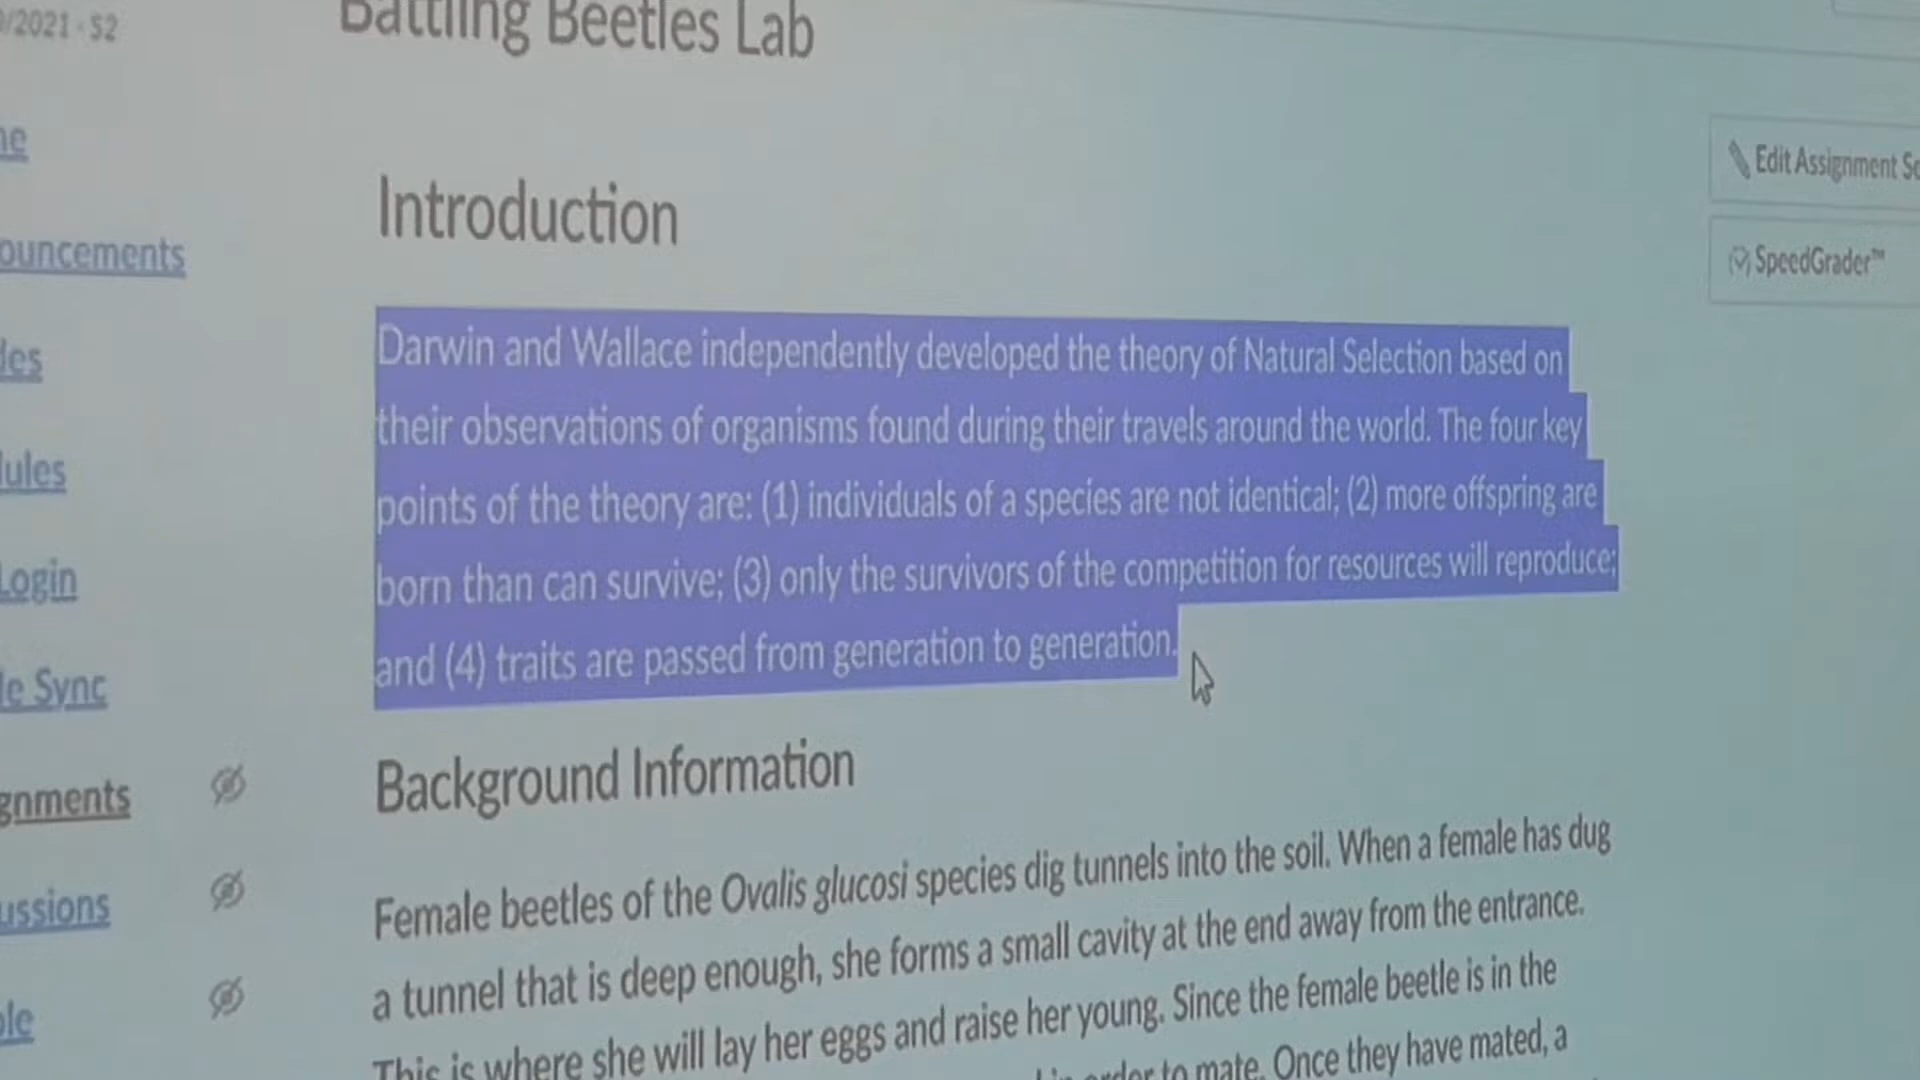 /2021 - S2
Battling Beetles Lab
ouncements
Login
Sync
gnments
ussions
Edit Assignment
SpeedGrader™
Introduction
Darwin and Wallace independently developed the theory of Natural Selection based on
their observations of organisms found during their travels around the world. The four key
points of the theory are: (1) individuals of a species are not identical; (2) more offspring are
born than can survive; (3) only the survivors of the competition for resources will reproduce;
and (4) traits are passed from generation to generation.
Background Information
Female beetles of the Ovalis glucosi species dig tunnels into the soil. When a female has dug
a tunnel that is deep enough, she forms a small cavity at the end away from the entrance.
This is where she will lay her eggs and raise her young. Since the female beetle is in the
in order to mate. Once they have mated, a